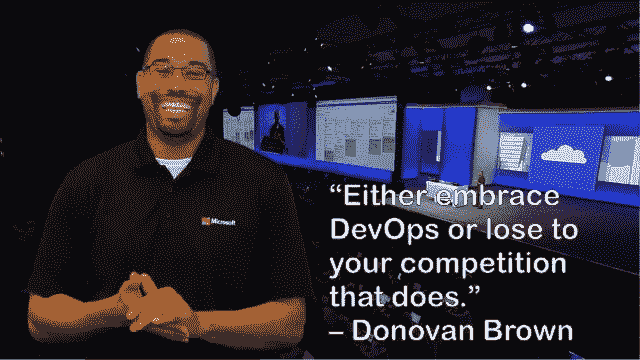 Microsoft
“Either embrace
DevOps or lose to
your competition
that does.”
– Donovan Brown